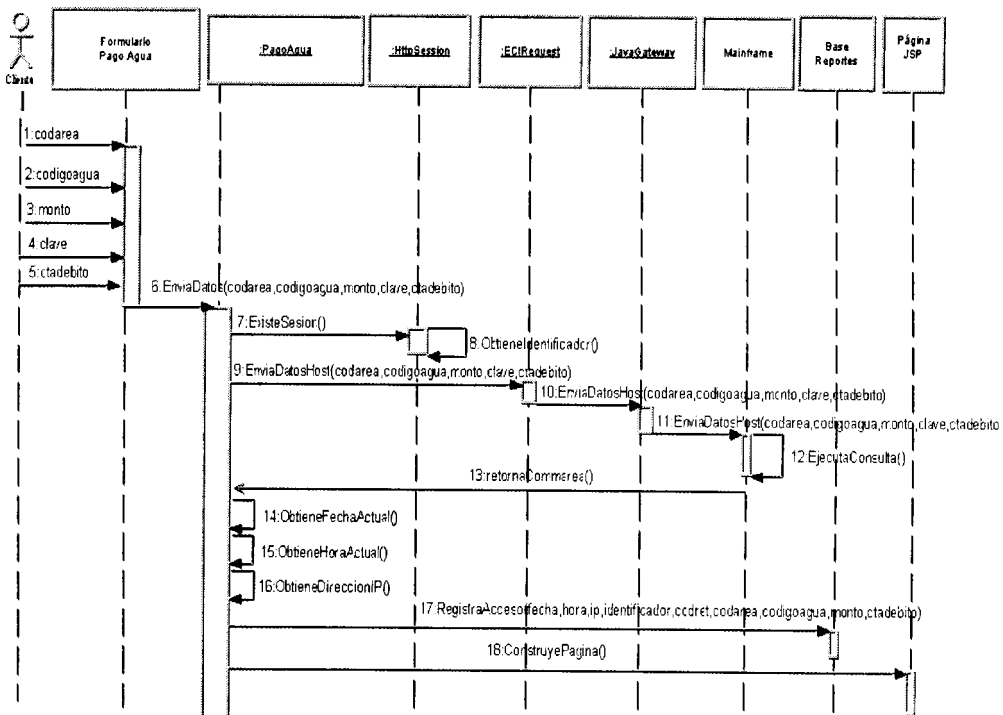 Cliente
Formulario
Pago Agua
:PagoAgua
:HttpSession
:ECIRequest
:JavaGateway
Mainframe
Base
Reportes
Página
JSP
1:codarea
2:codigoagua
3:monto
4:clave
5:ctadebito
6:EnviaDatos(codarea,codigoagua,monto,clave,ctadebito)
7:ExisteSesion()
8:ObtieneIdentificador()
9:EnviaDatosHost(codarea,codigoagua,monto,clave,ctadebito)
10:EnviaDatosHost(codarea,codigoagua,monto,clave,ctadebito)
11:EnviaDatosHost(codarea,codigoagua,monto,clave,ctadebito
12:EjecutaConsulta()
13:retornaCommarea()
14:ObtieneFechaActual()
15:ObtieneHoraActual()
16:ObtieneDireccionIP()
17:RegistraAcceso(fecha,hora,ip,identificador,codret,codarea,codigoagua,monto,ctadebito)
18:ConstruyePagina()